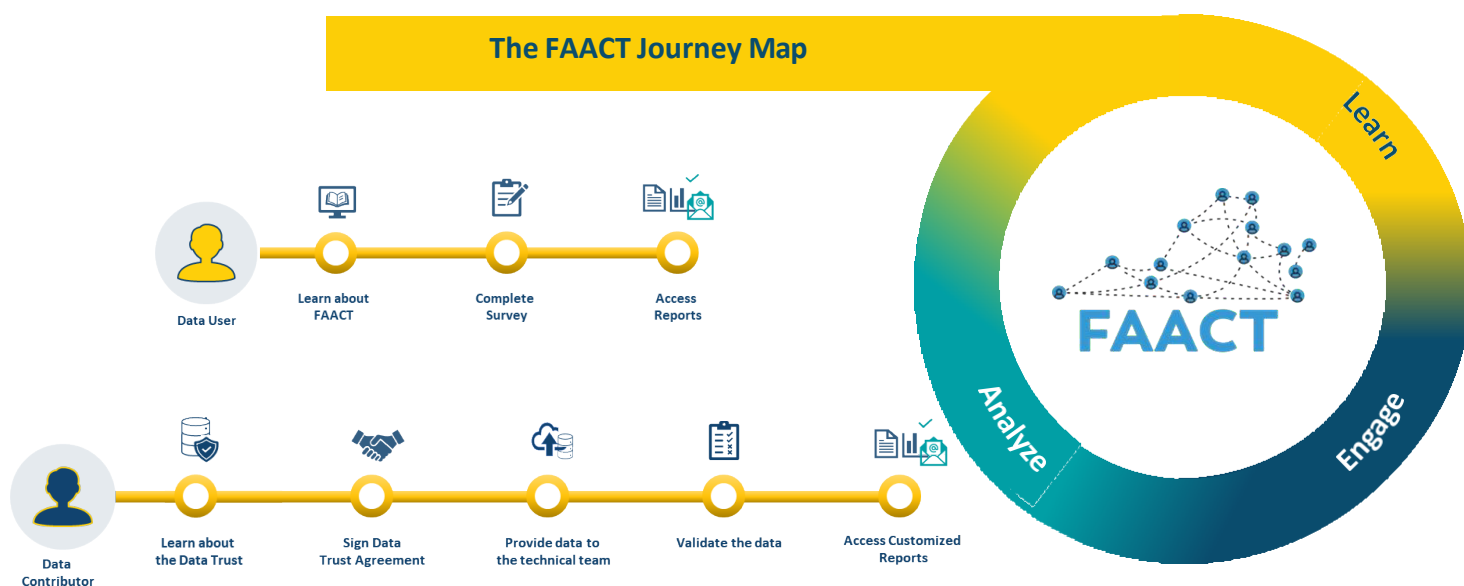 The FAACT Journey Map
Learn
Engage
Analyze
FAACT
Data User
Learn about
FAACT
Complete
Survey
Access
Reports
Data
Contributor
Learn about
the Data Trust
Sign Data
Trust Agreement
Provide data to
the technical team
Validate the data
Access Customized
Reports